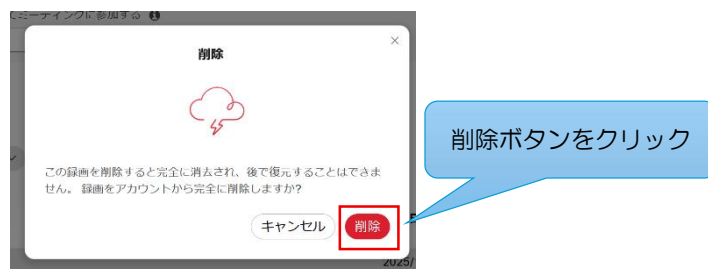 ミーティングに参加する
削除
この録画を削除すると完全に消去され、後で復元することはできま
せん。 録画をアカウントから完全に削除しますか?
キャンセル 削除
削除ボタンをクリック
2025/